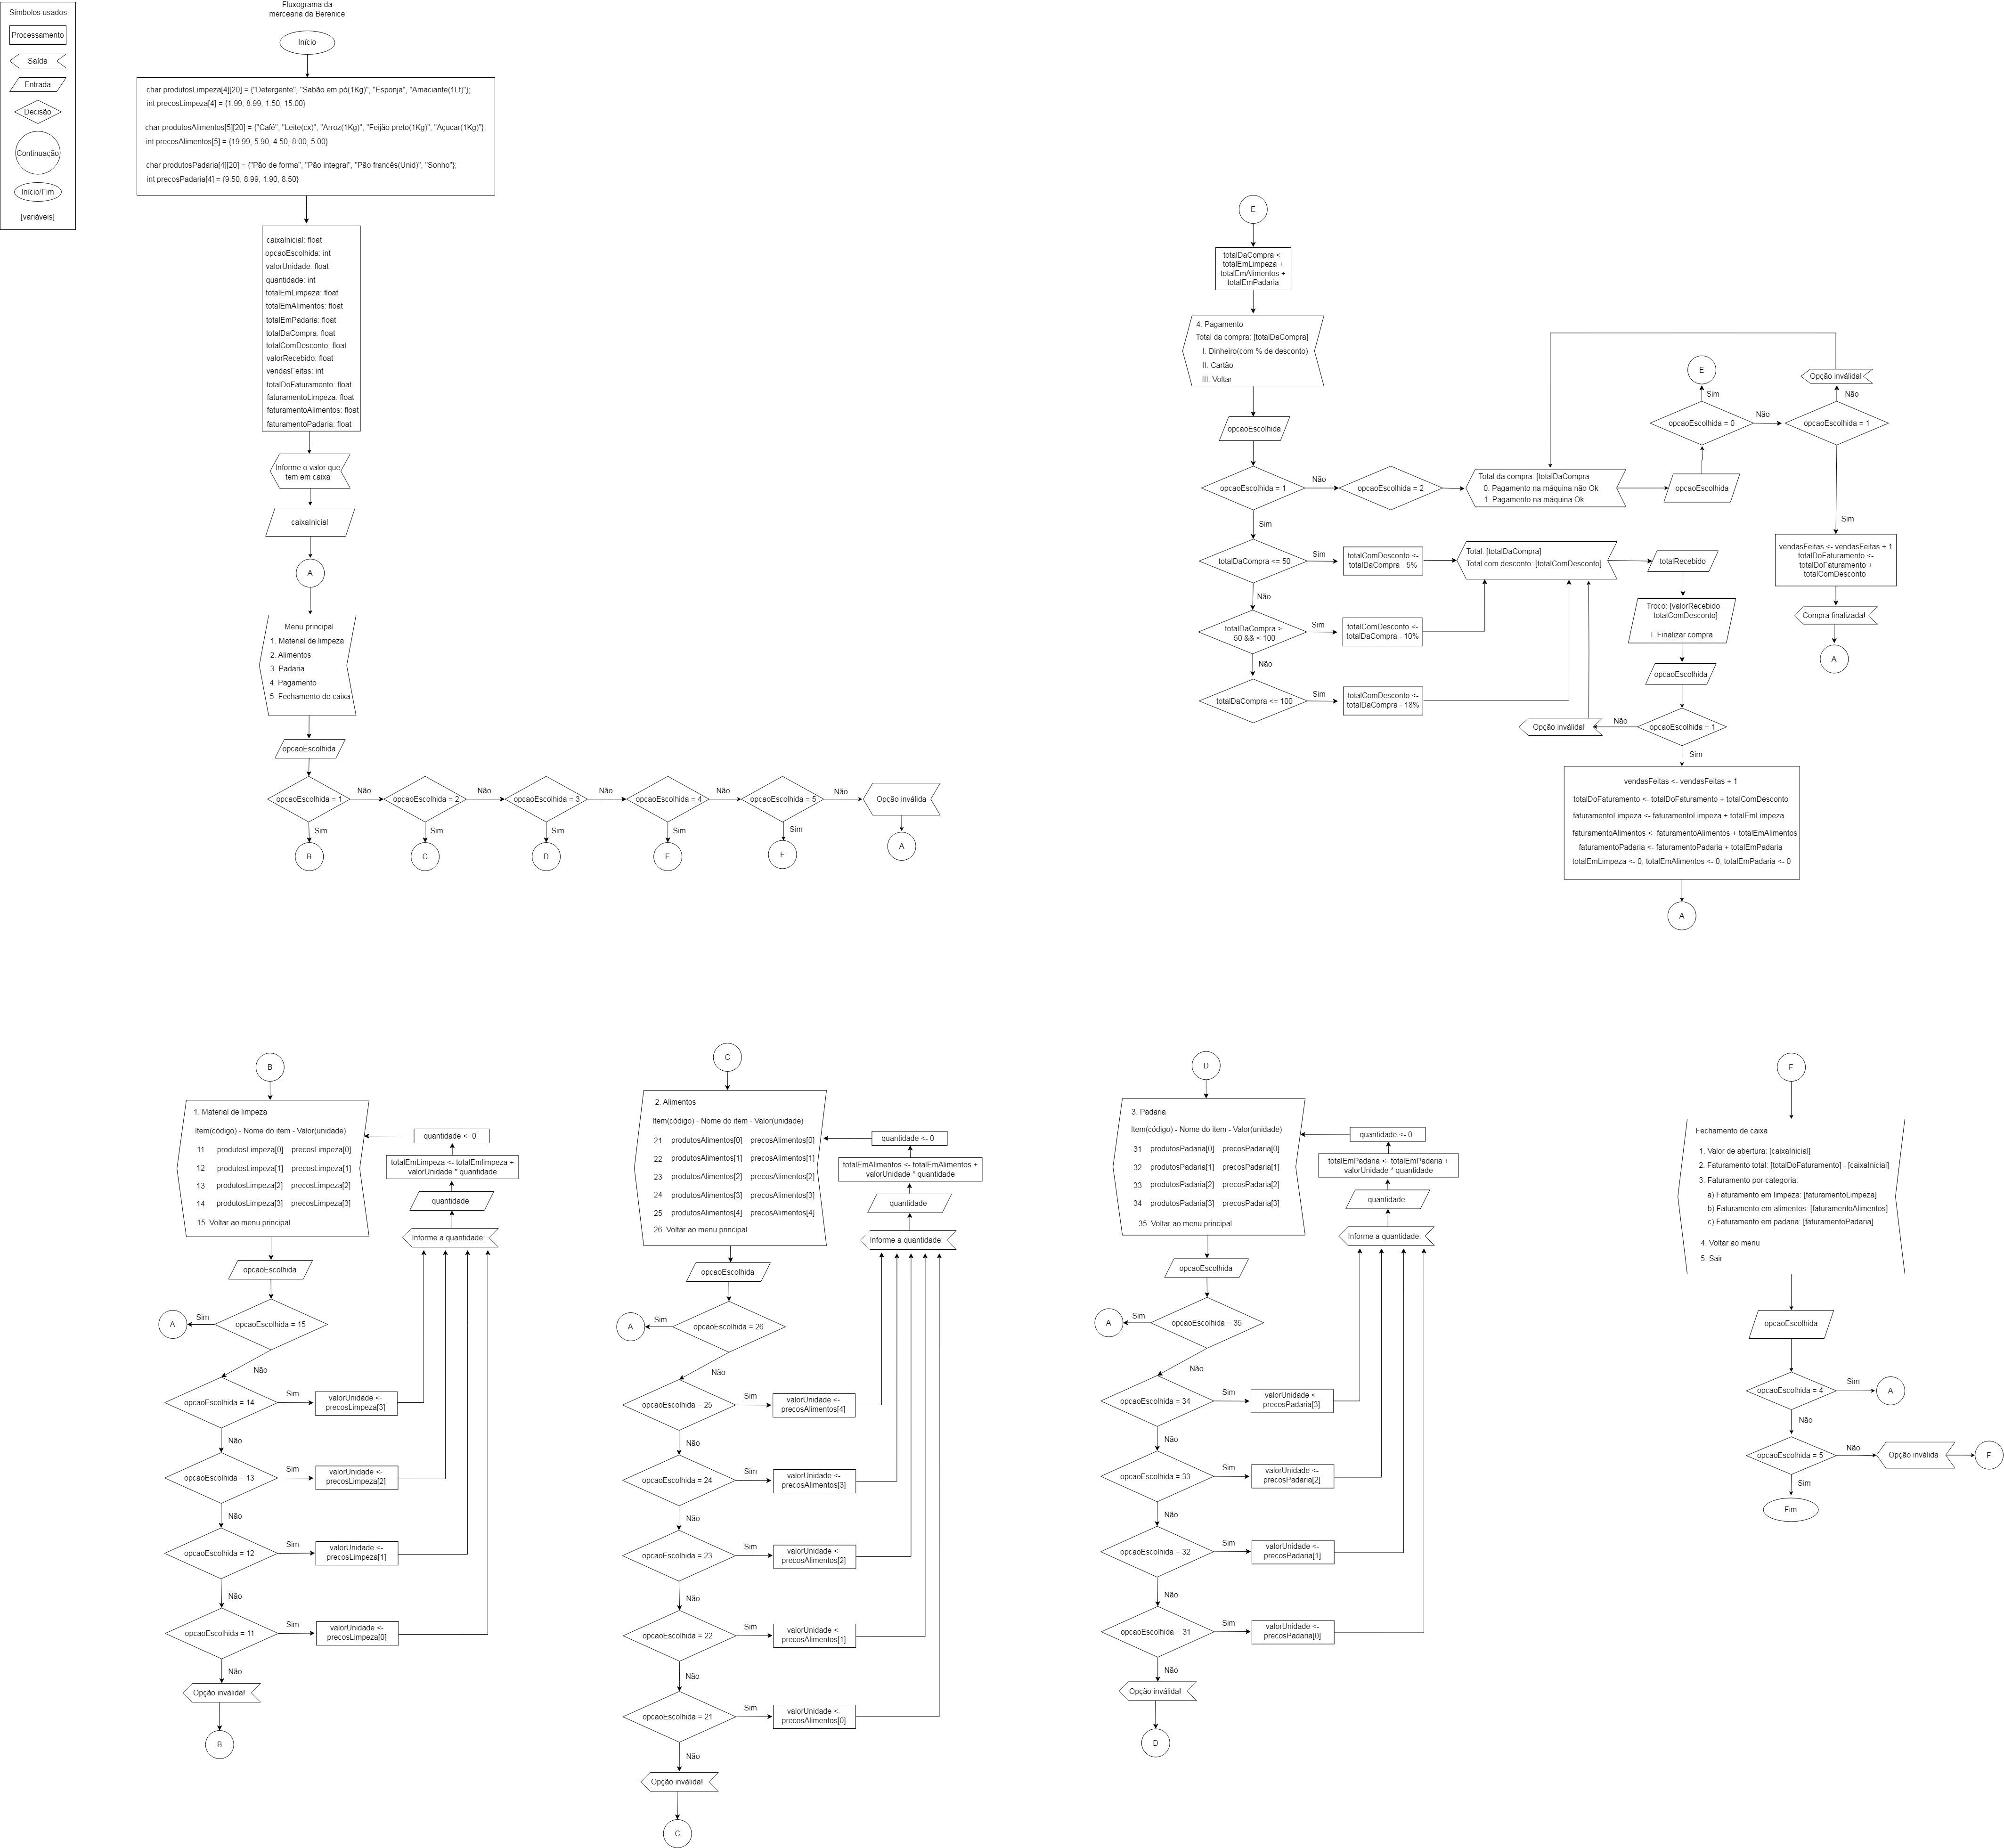 Símbolos usados:
Processamento
Saída
Entrada
Decisão
Continuação
Início/Fim
[variáveis]
Fluxograma da
mercearia da Berenice
Início
char produtosLimpeza[4][20] = {"Detergente", "Sabão em pó(1Kg)", "Esponja", "Amaciante(1Lt)"};
int precosLimpeza[4] = {1.99, 8.99, 1.50, 15.00}
char produtosAlimentos[5][20] = {"Café", "Leite(cx)", "Arroz(1Kg)", "Feijão preto(1Kg)", "Açucar(1Kg)"};
int precosAlimentos[5] = {19.99, 5.90, 4.50, 8.00, 5.00}
char produtosPadaria[4][20] = {"Pão de forma", "Pão integral", "Pão francês(Unid)", "Sonho"};
int precosPadaria[4] = {9.50, 8.99, 1.90, 8.50}
caixaInicial: float
opcaoEscolhida: int
valorUnidade: float
quantidade: int
totalEmLimpeza: float
totalEmAlimentos: float
totalEmPadaria: float
totalDaCompra: float
totalComDesconto: float
valorRecebido: float
vendasFeitas: int
totalDoFaturamento: float
faturamentoLimpeza: float
faturamentoAlimentos: float
faturamentoPadaria: float
Informe o valor que
tem em caixa
caixaInicial
A
Menu principal
1. Material de limpeza
2. Alimentos
3. Padaria
4. Pagamento
5. Fechamento de caixa
opcaoEscolhida
opcaoEscolhida = 1
Não
opcaoEscolhida = 2
Não
opcaoEscolhida = 3
Não
opcaoEscolhida = 4
Não
opcaoEscolhida = 5
Não
Opção inválida
Sim
Sim
Sim
Sim
Sim
B
C
D
E
F
A
E
totalDaCompra <-
totalEmLimpeza +
totalEmAlimentos +
totalEmPadaria
4. Pagamento
Total da compra: [totalDaCompra]
I. Dinheiro(com % de desconto)
II. Cartão
III. Voltar
opcaoEscolhida
opcaoEscolhida = 1
Não
opcaoEscolhida = 2
Total da compra: [totalDaCompra
0. Pagamento na máquina não Ok
1. Pagamento na máquina Ok
opcaoEscolhida
opcaoEscolhida = 0
Sim
E
Não
opcaoEscolhida = 1
Não
Opção inválida!
Sim
vendasFeitas <- vendasFeitas + 1
totalDoFaturamento <-
totalDoFaturamento +
totalComDesconto
Compra finalizada!
A
Sim
totalDaCompra <= 50
Sim
totalComDesconto <-
totalDaCompra - 5%
Total: [totalDaCompra]
Total com desconto: [totalComDesconto]
totalRecebido
Não
totalDaCompra >
50 && < 100
Sim
totalComDesconto <-
totalDaCompra - 10%
Troco: [valorRecebido -
totalComDesconto]
I. Finalizar compra
Não
totalDaCompra <= 100
Sim
totalComDesconto <-
totalDaCompra - 18%
opcaoEscolhida
opcaoEscolhida = 1
Não
Opção inválida!
Sim
vendasFeitas <- vendasFeitas + 1
totalDoFaturamento <- totalDoFaturamento + totalComDesconto
faturamentoLimpeza <- faturamentoLimpeza + totalEmLimpeza
faturamentoAlimentos <- faturamentoAlimentos + totalEmAlimentos
faturamentoPadaria <- faturamentoPadaria + totalEmPadaria
totalEmLimpeza <- 0, totalEmAlimentos <- 0, totalEmPadaria <- 0
A
B
1. Material de limpeza
Item(código) - Nome do item - Valor(unidade)
11 produtosLimpeza[0] precosLimpeza[0]
12 produtosLimpeza[1] precosLimpeza[1]
13 produtosLimpeza[2] precosLimpeza[2]
14 produtosLimpeza[3] precosLimpeza[3]
15. Voltar ao menu principal
quantidade <- 0
totalEmLimpeza <- totalEmlimpeza +
valorUnidade * quantidade
quantidade
Informe a quantidade:
opcaoEscolhida
opcaoEscolhida = 15
Sim
A
Não
opcaoEscolhida = 14
Sim
valorUnidade <-
precosLimpeza[3]
Não
opcaoEscolhida = 13
Sim
valorUnidade <-
precosLimpeza[2]
Não
opcaoEscolhida = 12
Sim
valorUnidade <-
precosLimpeza[1]
Não
opcaoEscolhida = 11
Sim
valorUnidade <-
precosLimpeza[0]
Não
Opção inválida!
B
C
2. Alimentos
Item(código) - Nome do item - Valor(unidade)
21 produtosAlimentos[0] precosAlimentos[0]
22 produtosAlimentos[1] precosAlimentos[1]
23 produtosAlimentos[2] precosAlimentos[2]
24 produtosAlimentos[3] precosAlimentos[3]
25 produtosAlimentos[4] precosAlimentos[4]
26. Voltar ao menu principal
quantidade <- 0
totalEmAlimentos <- totalEmAlimentos +
valorUnidade * quantidade
quantidade
Informe a quantidade:
opcaoEscolhida
opcaoEscolhida = 26
Sim
A
Não
opcaoEscolhida = 25
Sim
valorUnidade <-
precosAlimentos[4]
Não
opcaoEscolhida = 24
Sim
valorUnidade <-
precosAlimentos[3]
Não
opcaoEscolhida = 23
Sim
valorUnidade <-
precosAlimentos[2]
Não
opcaoEscolhida = 22
Sim
valorUnidade <-
precosAlimentos[1]
Não
opcaoEscolhida = 21
Sim
valorUnidade <-
precosAlimentos[0]
Não
Opção inválida!
C
D
3. Padaria
Item(código) - Nome do item - Valor(unidade)
31 produtosPadaria[0] precosPadaria[0]
32 produtosPadaria[1] precosPadaria[1]
33 produtosPadaria[2] precosPadaria[2]
34 produtosPadaria[3] precosPadaria[3]
35. Voltar ao menu principal
quantidade <- 0
totalEmPadaria <- totalEmPadaria +
valorUnidade * quantidade
quantidade
Informe a quantidade:
opcaoEscolhida
opcaoEscolhida = 35
Sim
A
Não
opcaoEscolhida = 34
Sim
valorUnidade <-
precosPadaria[3]
Não
opcaoEscolhida = 33
Sim
valorUnidade <-
precosPadaria[2]
Não
opcaoEscolhida = 32
Sim
valorUnidade <-
precosPadaria[1]
Não
opcaoEscolhida = 31
Sim
valorUnidade <-
precosPadaria[0]
Não
Opção inválida!
D
F
Fechamento de caixa
1. Valor de abertura: [caixaInicial]
2. Faturamento total: [totalDoFaturamento] - [caixaInicial]
3. Faturamento por categoria:
a) Faturamento em limpeza: [faturamentoLimpeza]
b) Faturamento em alimentos: [faturamentoAlimentos]
c) Faturamento em padaria: [faturamentoPadaria]
4. Voltar ao menu
5. Sair
opcaoEscolhida
opcaoEscolhida = 4
Sim
A
Não
opcaoEscolhida = 5
Não
Opção inválida
F
Sim
Fim